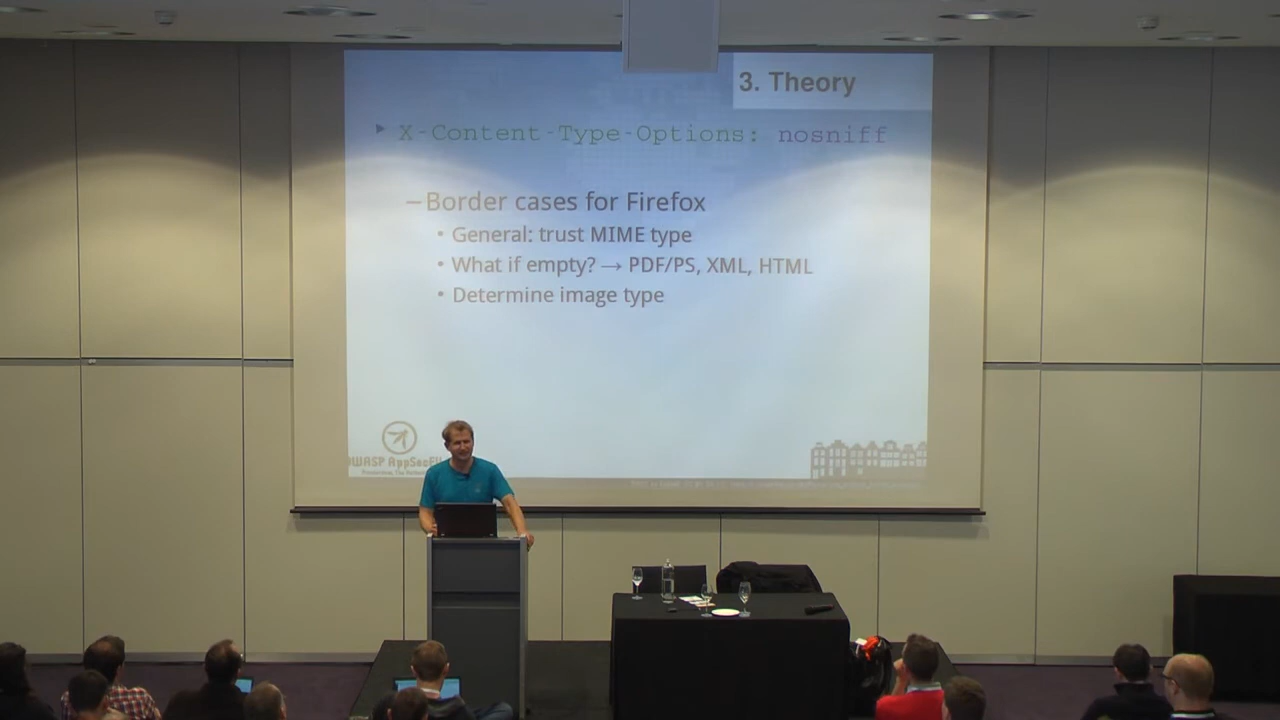 3. Theory
X-Content-Type-Options: nosniff
–Border cases for Firefox
• General: trust MIME type
• What if empty? → PDF/PS, XML, HTML
• Determine image type
OWASP AppSecEU